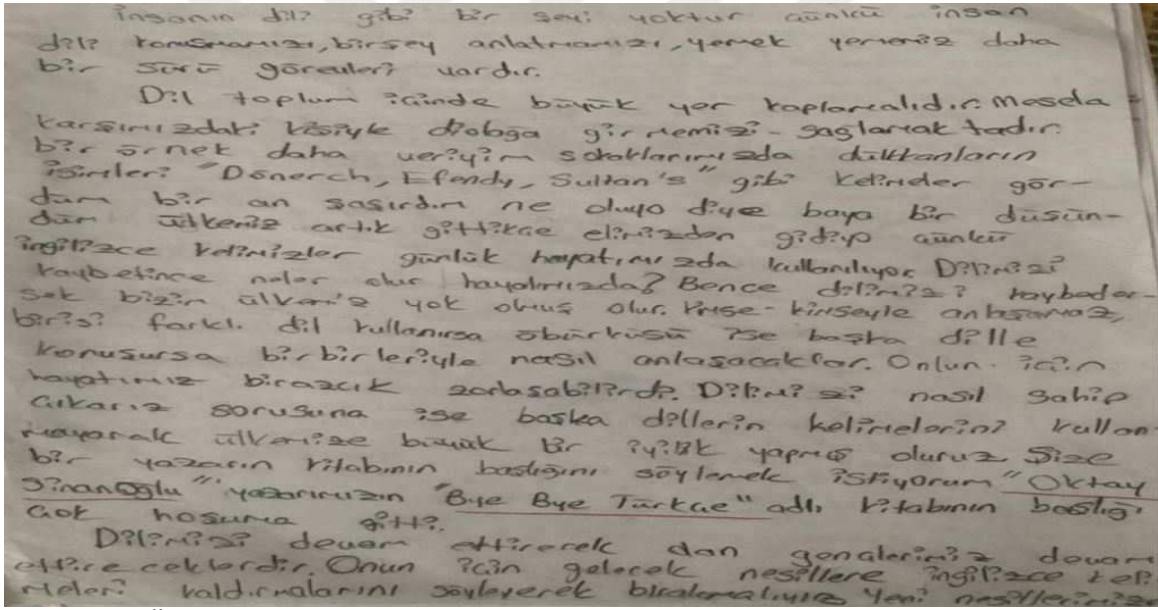 insanın dili gibi bir şeyi yoktur çünkü insan
dili konuşmamızı, birşey anlatmamızı, yemek yememiz daha
bir sürü görevleri vardır.
Dil toplum içinde büyük yer kaplamalıdır. Mesela
karşımızdaki kişiyle dioloğa girmemizi - sağlamaktadır.
bir örnek daha veriyim sokaklarımızda dükkanların
isimleri "Dönerch, Efendy, Sultan's" gibi kelimeler gör-
düm bir an şaşırdım ne oluyo diye baya bir düşün-
düm ülkemiz artık gittikçe elimizden gidip çünkü
ingilizce kelimizler günlük hayatımızda kullanılıyor. Dilimizi
kaybetince neler olur hayatımızda? Bence dilimizi kaybeder-
sek bizim ülkemiz yok olmuş olur. Kimse - kimseyle anlaşamaz,
birisi farklı dil kullanırsa öbürküsü ise başka dille
konuşursa birbirleriyle nasıl anlaşacaklar. Onun için
hayatımız birazcık zorlaşabilirdi. Dilimizi nasıl sahip
çıkarız sorusuna ise başka dillerin kelimelerini kullan-
mayarak ülkemize büyük bir iyilik yapmış oluruz. Size
bir yazarın kitabının başlığını söylemek istiyorum "Oktay
Sinanoğlu" yazarımızın "Bye Bye Türkçe" adlı kitabının başlığı
çok hoşuma gitti.
Dilimizi devam ettirerek dan gençlerimiz devam
ettireceklerdir. Onun için gelecek nesillere ingilizce keli-
meleri kaldırmalarını söyleyerek bırakmalıyız Yeni nesillerimize